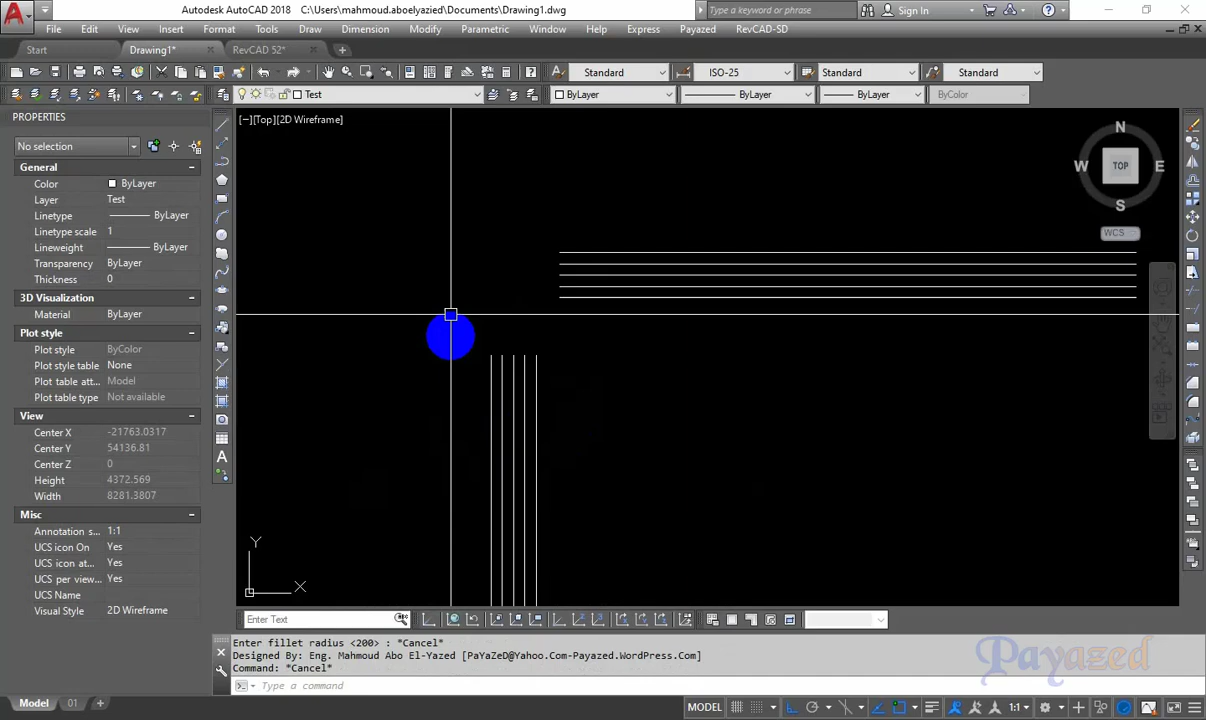 Autodesk AutoCAD 2018 C:\Users\mahmoud.aboelyazied\Documents\Drawing1.dwg
Type a keyword or phrase
Sign In
File Edit View Insert Format Tools Draw Dimension Modify Parametric Window Help Express Payazed RevCAD-SD
Start Drawing1* RevCAD 52*
Standard ISO-25 Standard Standard
Test ByLayer ByLayer ByLayer ByColor
PROPERTIES
[−][Top][2D Wireframe]
No selection
General
Color ByLayer
Layer Test
Linetype ByLayer
Linetype scale 1
Lineweight ByLayer
Transparency ByLayer
Thickness 0
3D Visualization
Material ByLayer
Plot style
Plot style ByColor
Plot style table None
Plot table att... Model
Plot table type Not available
View
Center X -21763.0317
Center Y 54136.81
Center Z 0
Height 4372.569
Width 8281.3807
Misc
Annotation s... 1:1
UCS icon On Yes
UCS icon at... Yes
UCS per view... Yes
UCS Name
Visual Style 2D Wireframe
N
W TOP E
S
WCS
Y
X
Enter Text
Enter fillet radius <200> : *Cancel*
Designed By: Eng. Mahmoud Abo El-Yazed [PaYaZeD@Yahoo.Com-Payazed.WordPress.Com]
Command: *Cancel*
Type a command
Payazed
Model 01
MODEL 1:1